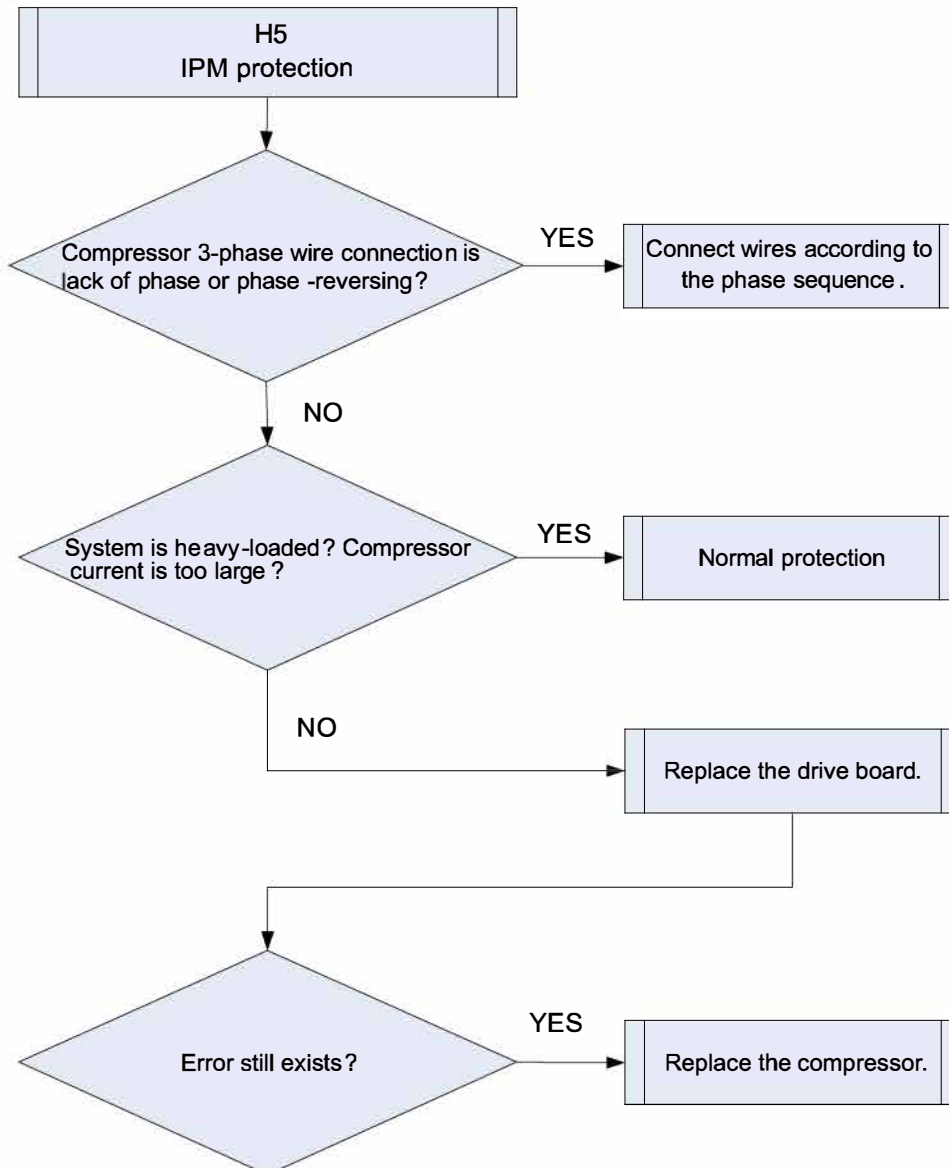 H5
IPM protection
Compressor 3-phase wire connection is
lack of phase or phase -reversing?
YES
Connect wires according to
the phase sequence.
NO
System is heavy-loaded? Compressor
current is too large?
YES
Normal protection
NO
Replace the drive board.
Error still exists?
YES
Replace the compressor.